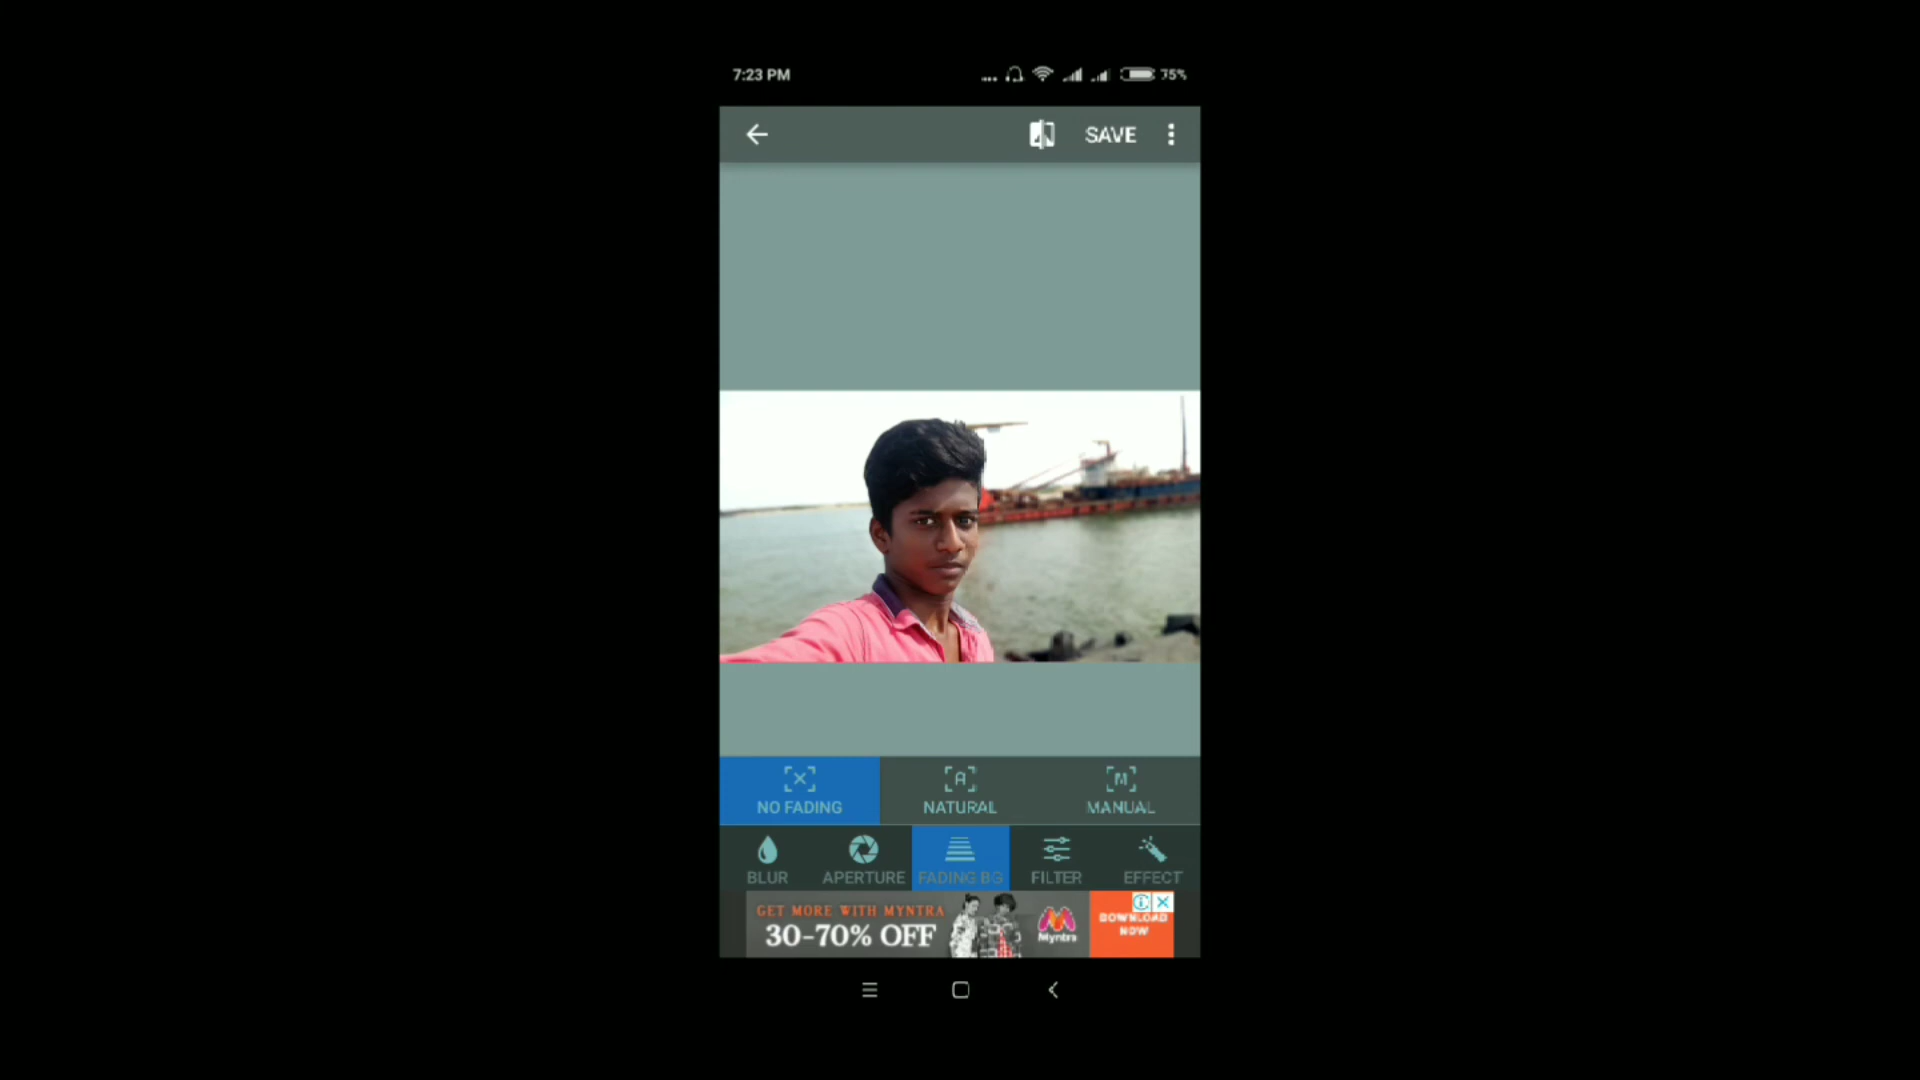 7:23 PM
75%
SAVE
NO FADING
NATURAL
MANUAL
BLUR
APERTURE
FADING BG
FILTER
EFFECT
GET MORE WITH MYNTRA
30-70% OFF
Myntra
DOWNLOAD
NOW